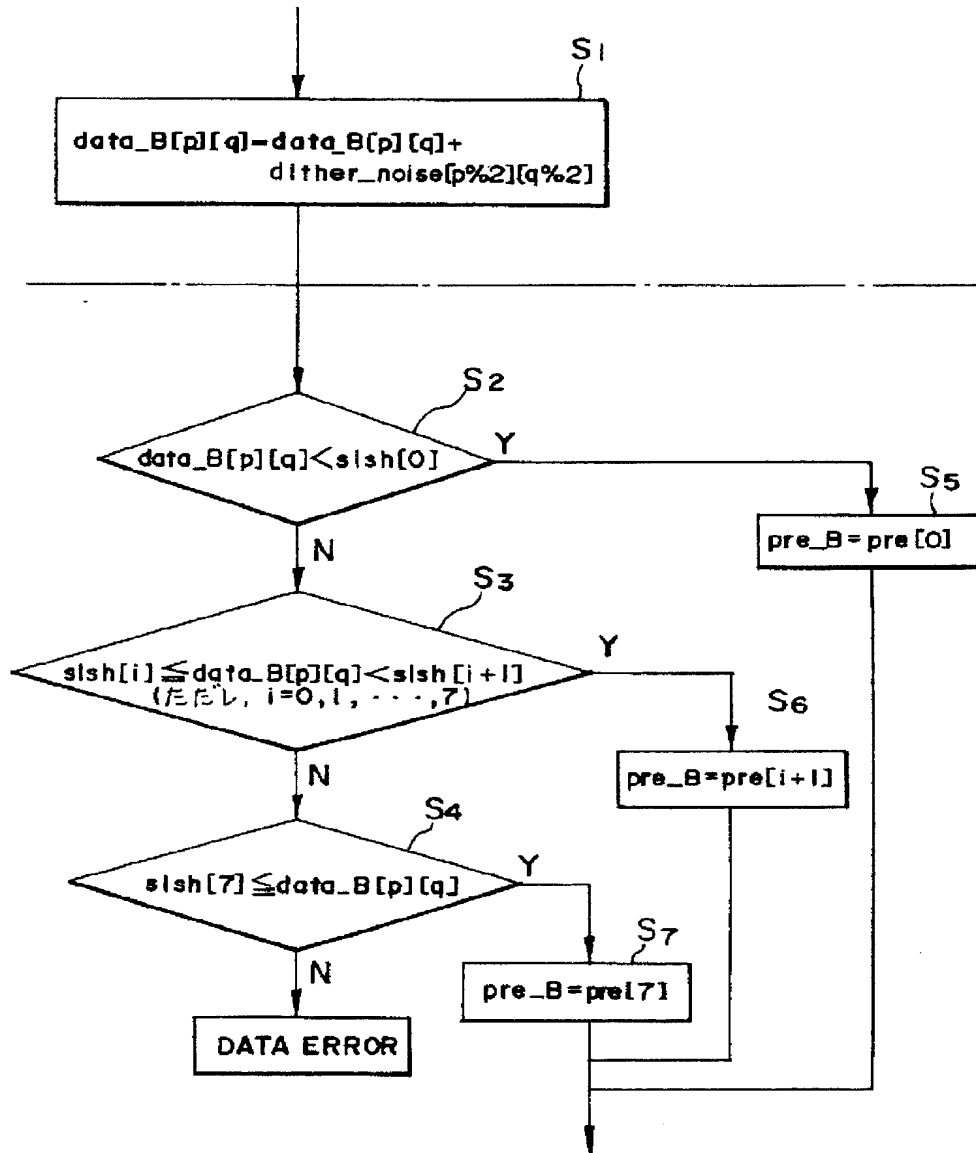 S1
data_B[p][q]=data_B[p][q]+
dither_noise[p%2][q%2]
S2
data_B[p][q]<slsh[0]
Y
S5
pre_B=pre[0]
N
S3
slsh[i]≦data_B[p][q]<slsh[i+1]
(ただし, i=0,1,···,7)
Y
S6
pre_B=pre[i+1]
N
S4
slsh[7]≦data_B[p][q]
Y
S7
pre_B=pre[7]
N
DATA ERROR